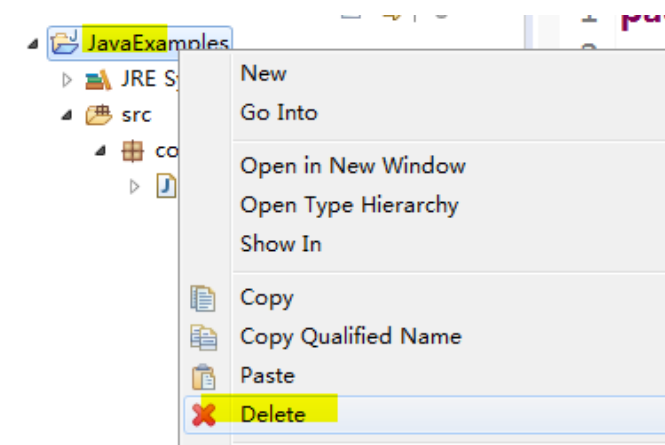 JavaExamples
JRE
src
New
Go Into
Open in New Window
Open Type Hierarchy
Show In
Copy
Copy Qualified Name
Paste
Delete